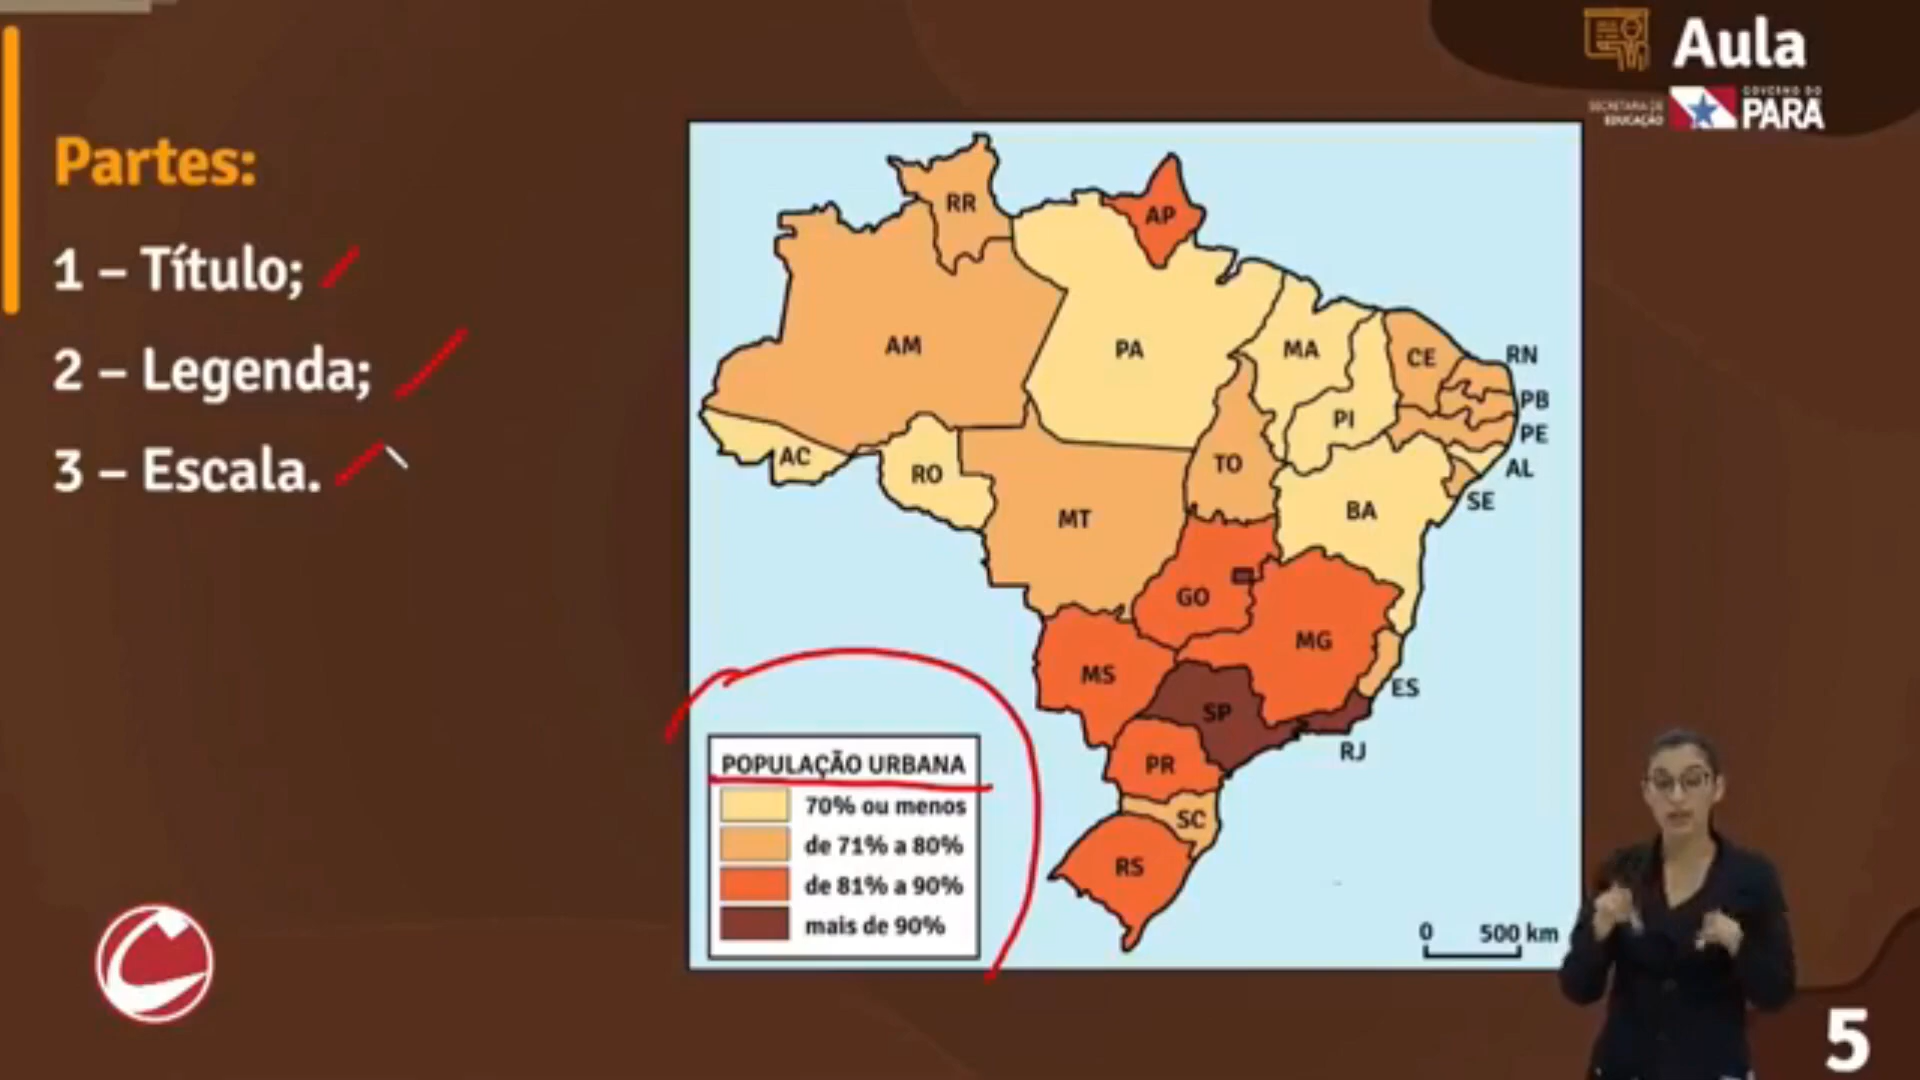 Aula
SECRETARIA DE
EDUCAÇÃO
GOVERNO DO
PARÁ
Partes:
1 – Título;
2 – Legenda;
3 – Escala.
RR
AP
AM
PA
MA
CE
RN
PB
PI
PE
AC
RO
TO
AL
SE
MT
BA
GO
MG
MS
ES
SP
RJ
PR
SC
RS
POPULAÇÃO URBANA
70% ou menos
de 71% a 80%
de 81% a 90%
mais de 90%
0 500 km
5